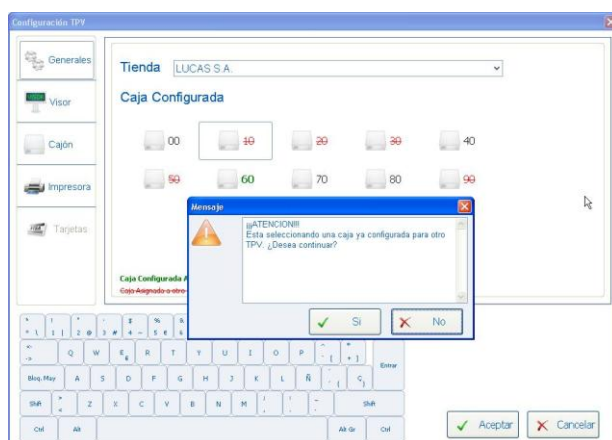 Configuración TPV
Generales
Visor
Cajón
Impresora
Tarjetas
Tienda LUCAS S.A.
Caja Configurada
00 10 20 30 40
50 60 70 80 90
Mensaje
¡¡¡ATENCION!!!
Esta seleccionando una caja ya configurada para otro
TPV. ¿Desea continuar?
Si No
Caja Configurada A
Caja Asignada a otro
Q W E R T Y U I O P
Entrar
Bloq. May A S D F G H J K L Ñ
Shift Z X C V B N M Shift
Ctrl Alt Alt Gr Ctrl
Aceptar Cancelar